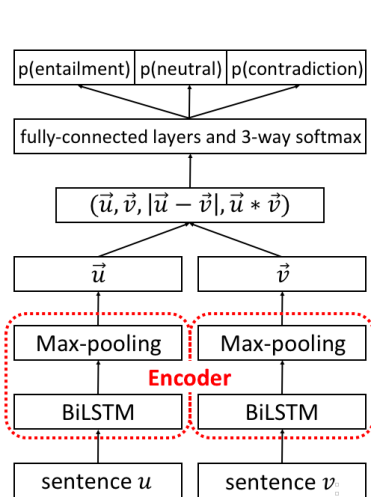 p(entailment) p(neutral) p(contradiction)
fully-connected layers and 3-way softmax
(u⃗, v⃗, |u⃗ − v⃗|, u⃗ * v⃗)
u⃗ v⃗
Max-pooling Max-pooling
Encoder
BiLSTM BiLSTM
sentence u sentence v